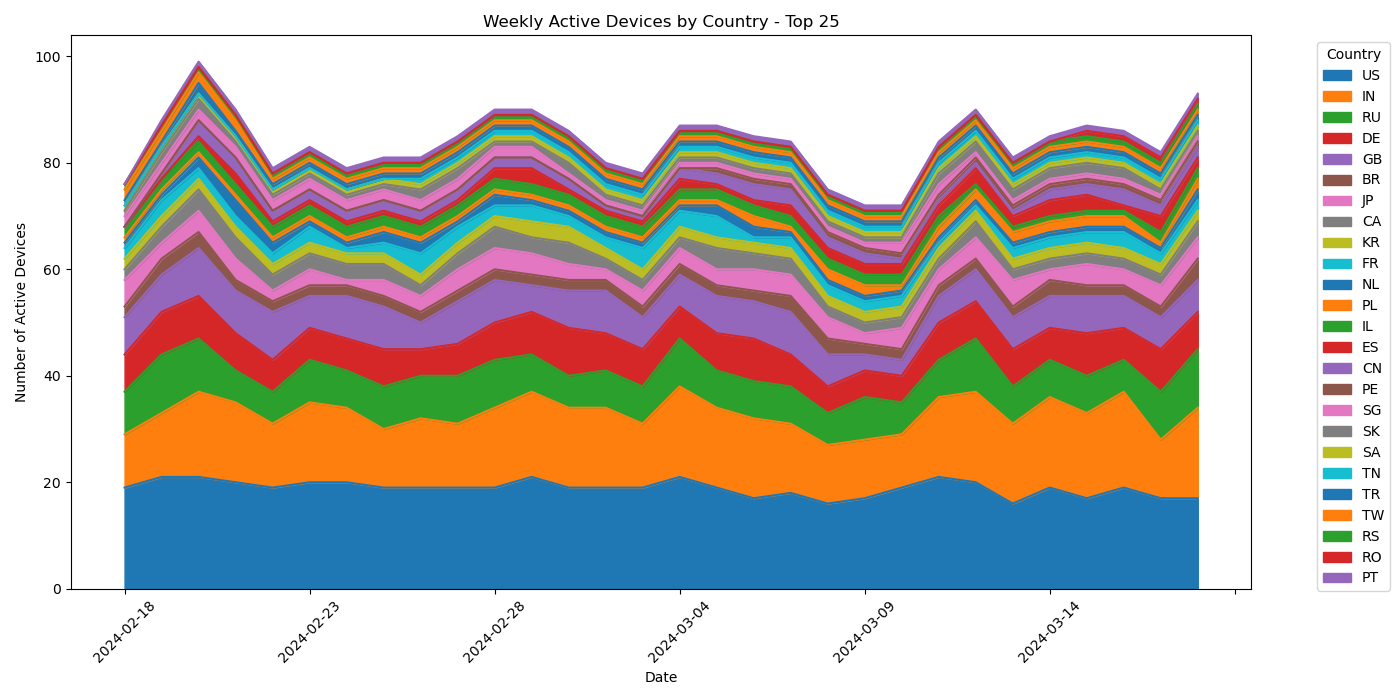 Weekly Active Devices by Country - Top 25
Number of Active Devices
100
80
60
40
20
0
2024-02-18
2024-02-23
2024-02-28
2024-03-04
2024-03-09
2024-03-14
Date
Country
US
IN
RU
DE
GB
BR
JP
CA
KR
FR
NL
PL
IL
ES
CN
PE
SG
SK
SA
TN
TR
TW
RS
RO
PT